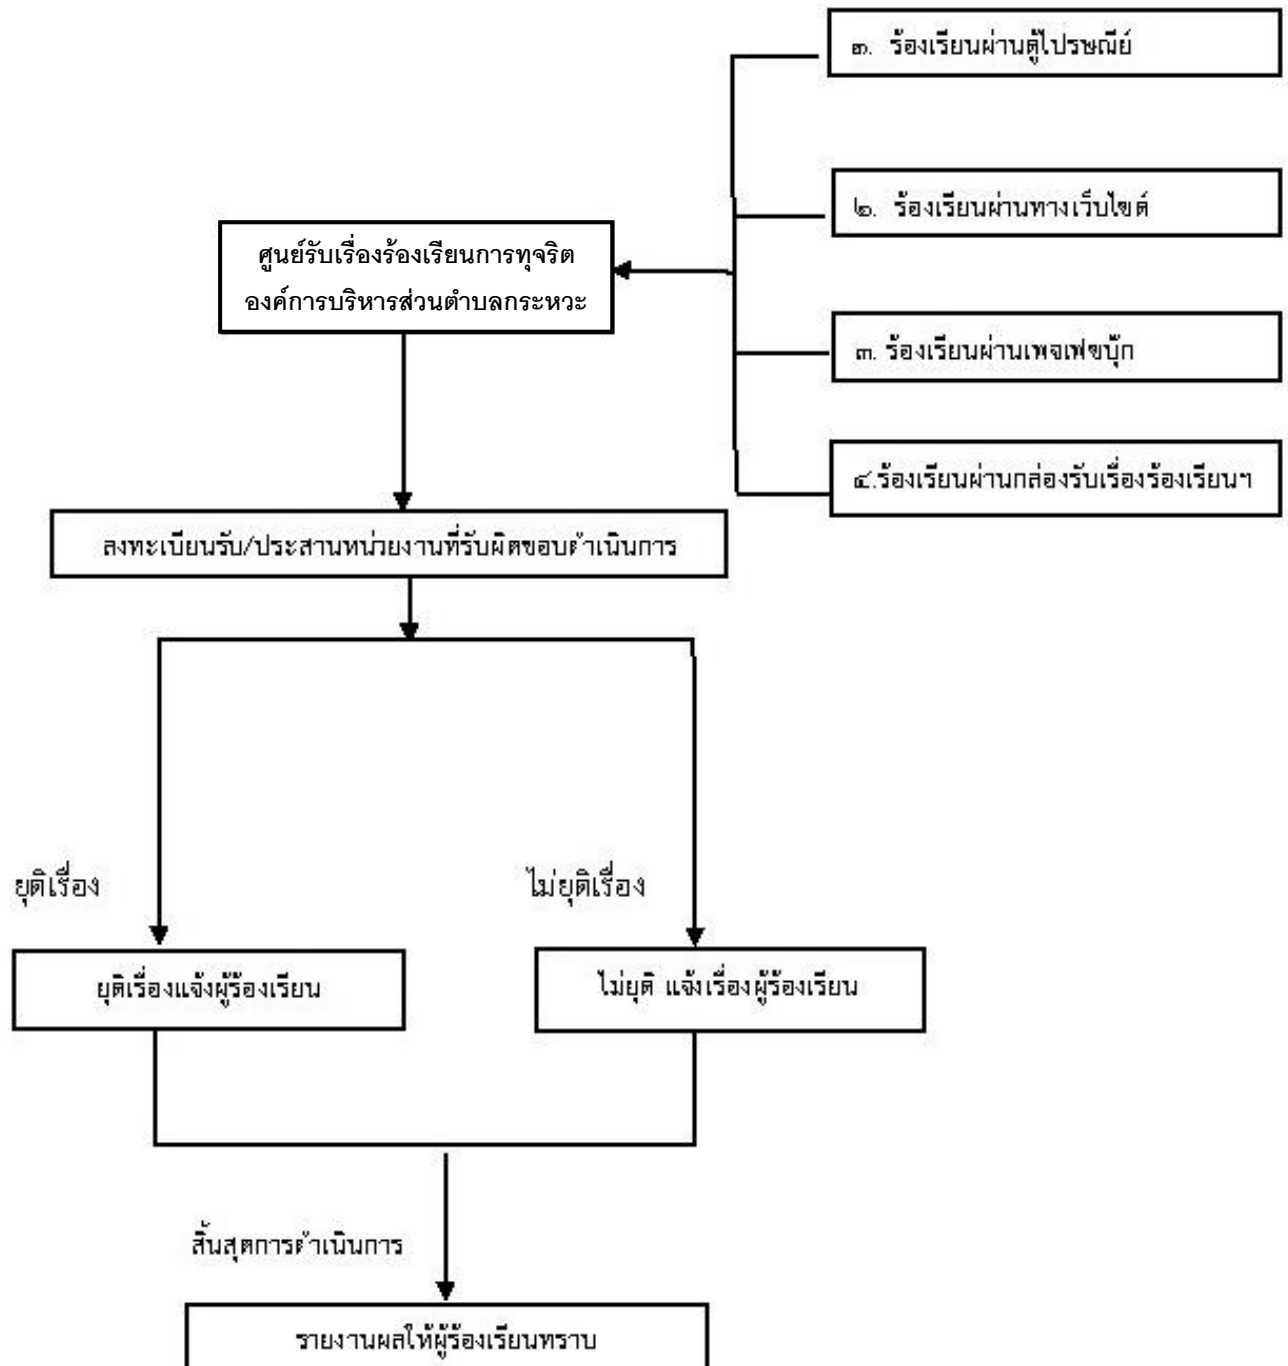 ๑. ร้องเรียนผ่านตู้ไปรษณีย์
๒. ร้องเรียนผ่านทางเว็บไซต์
ศูนย์รับเรื่องร้องเรียนการทุจริต
องค์การบริหารส่วนตำบลกระหวะ
๓. ร้องเรียนผ่านเพจเฟซบุ๊ก
๔.ร้องเรียนผ่านกล่องรับเรื่องร้องเรียนฯ
ลงทะเบียนรับ/ประสานหน่วยงานที่รับผิดชอบดำเนินการ
ยุติเรื่อง
ไม่ยุติเรื่อง
ยุติเรื่องแจ้งผู้ร้องเรียน
ไม่ยุติ แจ้งเรื่องผู้ร้องเรียน
สิ้นสุดการดำเนินการ
รายงานผลให้ผู้ร้องเรียนทราบ